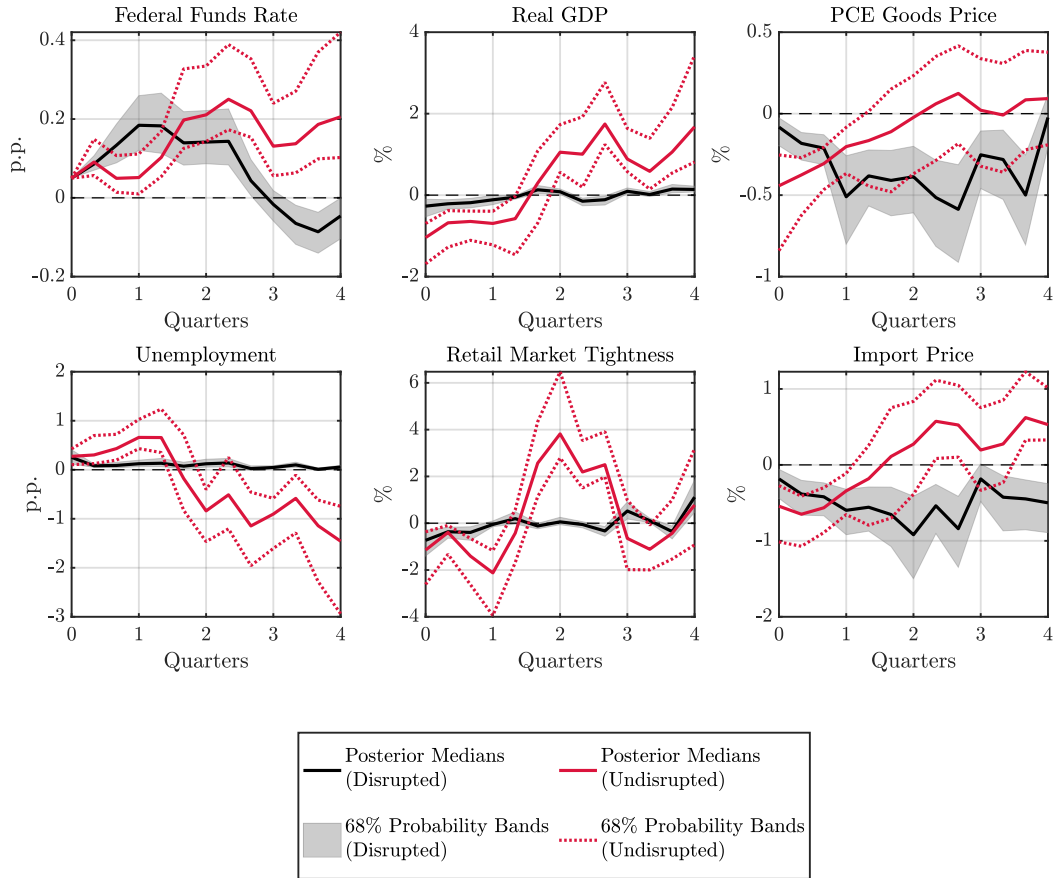 Federal Funds Rate
Real GDP
PCE Goods Price
0.4
0.2
0
-0.2
p.p.
0 1 2 3 4
Quarters
4
2
0
-2
%
0 1 2 3 4
Quarters
0.5
0
-0.5
-1
%
0 1 2 3 4
Quarters
Unemployment
Retail Market Tightness
Import Price
2
1
0
-1
-2
-3
p.p.
0 1 2 3 4
Quarters
6
4
2
0
-2
-4
%
0 1 2 3 4
Quarters
1
0
-1
-2
%
0 1 2 3 4
Quarters
Posterior Medians
(Disrupted)
Posterior Medians
(Undisrupted)
68% Probability Bands
(Disrupted)
68% Probability Bands
(Undisrupted)